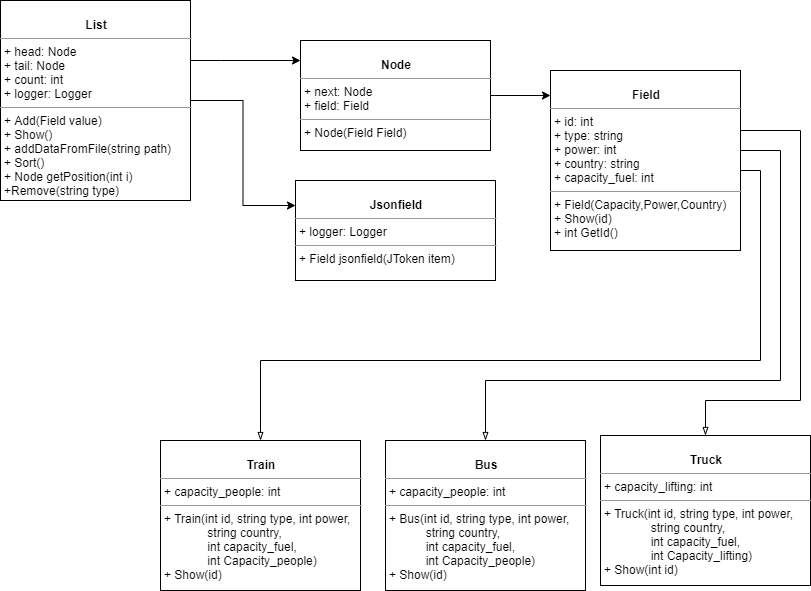 List
+ head: Node
+ tail: Node
+ count: int
+ logger: Logger
+ Add(Field value)
+ Show()
+ addDataFromFile(string path)
+ Sort()
+ Node getPosition(int i)
+Remove(string type)
Node
+ next: Node
+ field: Field
+ Node(Field Field)
Jsonfield
+ logger: Logger
+ Field jsonfield(JToken item)
Field
+ id: int
+ type: string
+ power: int
+ country: string
+ capacity_fuel: int
+ Field(Capacity,Power,Country)
+ Show(id)
+ int GetId()
Train
+ capacity_people: int
+ Train(int id, string type, int power,
string country,
int capacity_fuel,
int Capacity_people)
+ Show(id)
Bus
+ capacity_people: int
+ Bus(int id, string type, int power,
string country,
int capacity_fuel,
int Capacity_people)
+ Show(id)
Truck
+ capacity_lifting: int
+ Truck(int id, string type, int power,
string country,
int capacity_fuel,
int Capacity_lifting)
+ Show(int id)